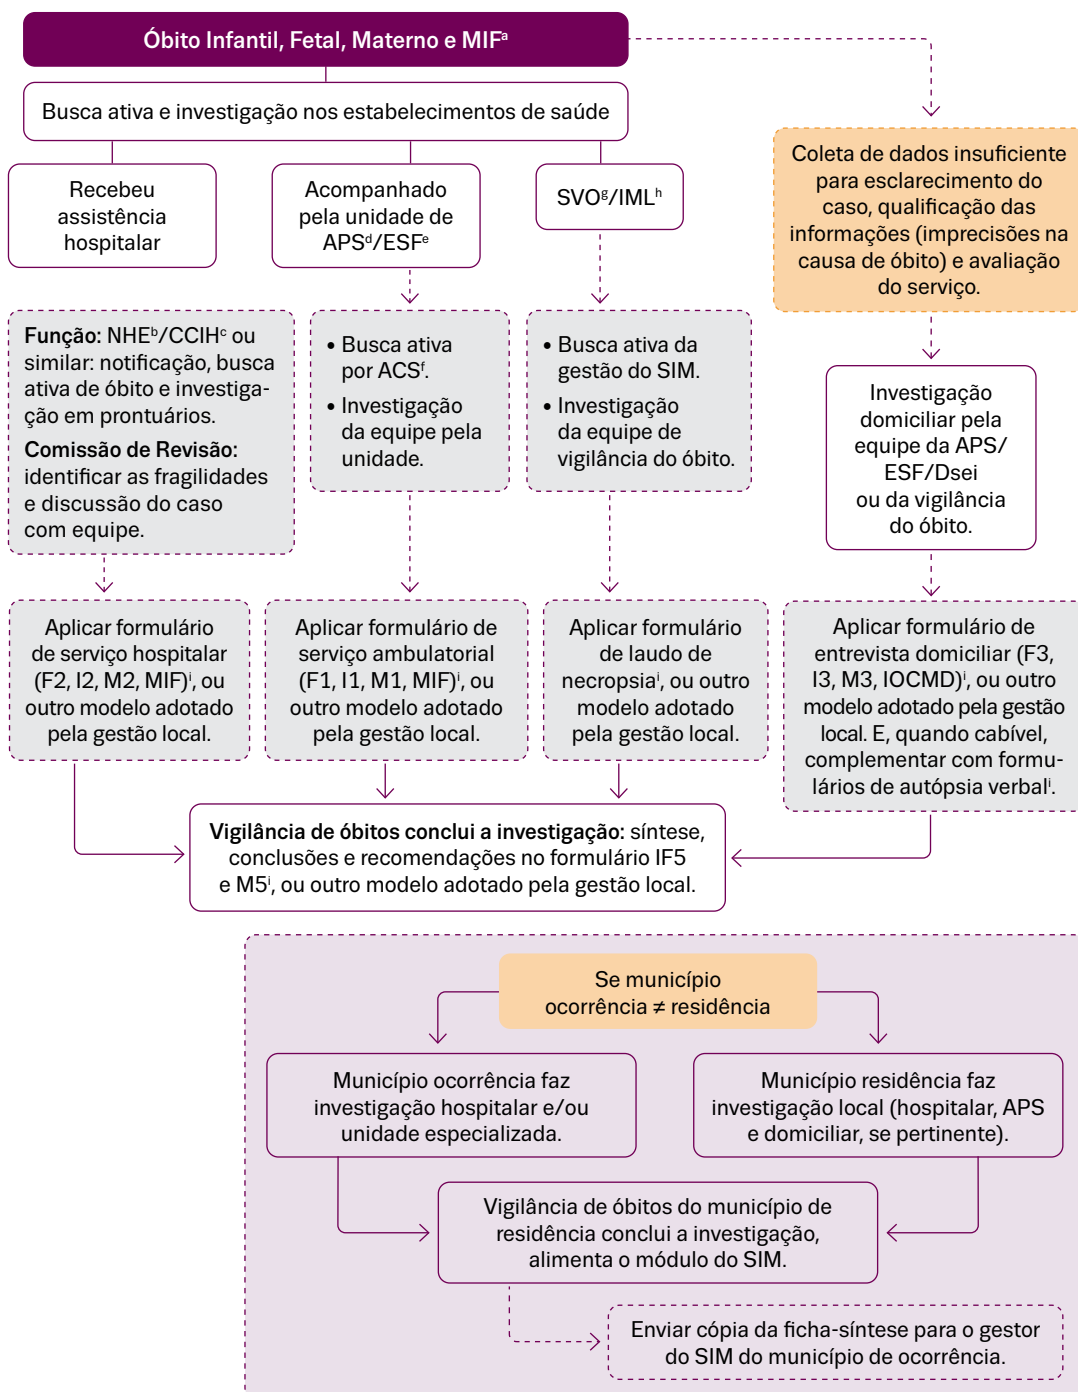 Óbito Infantil, Fetal, Materno e MIFᵃ
Busca ativa e investigação nos estabelecimentos de saúde
Recebeu
assistência
hospitalar
Acompanhado
pela unidade de
APSᵈ/ESFᵉ
SVOᵍ/IMLʰ
Coleta de dados insuficiente
para esclarecimento do
caso, qualificação das
informações (imprecisões na
causa de óbito) e avaliação
do serviço.
Função: NHEᵇ/CCIHᶜ ou
similar: notificação, busca
ativa de óbito e investiga-
ção em prontuários.
Comissão de Revisão:
identificar as fragilidades
e discussão do caso
com equipe.
• Busca ativa
por ACSᶠ.
• Investigação
da equipe pela
unidade.
• Busca ativa da
gestão do SIM.
• Investigação
da equipe de
vigilância do óbito.
Investigação
domiciliar pela
equipe da APS/
ESF/Dsei
ou da vigilância
do óbito.
Aplicar formulário
de serviço hospitalar
(F2, I2, M2, MIF)ⁱ, ou
outro modelo adotado
pela gestão local.
Aplicar formulário de
serviço ambulatorial
(F1, I1, M1, MIF)ⁱ, ou
outro modelo adotado
pela gestão local.
Aplicar formulário
de laudo de
necropsiaⁱ, ou outro
modelo adotado
pela gestão local.
Aplicar formulário de
entrevista domiciliar (F3,
I3, M3, IOCMD)ⁱ, ou outro
modelo adotado pela gestão
local. E, quando cabível,
complementar com formu-
lários de autópsia verbalⁱ.
Vigilância de óbitos conclui a investigação: síntese,
conclusões e recomendações no formulário IF5
e M5ⁱ, ou outro modelo adotado pela gestão local.
Se município
ocorrência ≠ residência
Município ocorrência faz
investigação hospitalar e/ou
unidade especializada.
Município residência faz
investigação local (hospitalar, APS
e domiciliar, se pertinente).
Vigilância de óbitos do município de
residência conclui a investigação,
alimenta o módulo do SIM.
Enviar cópia da ficha-síntese para o gestor
do SIM do município de ocorrência.